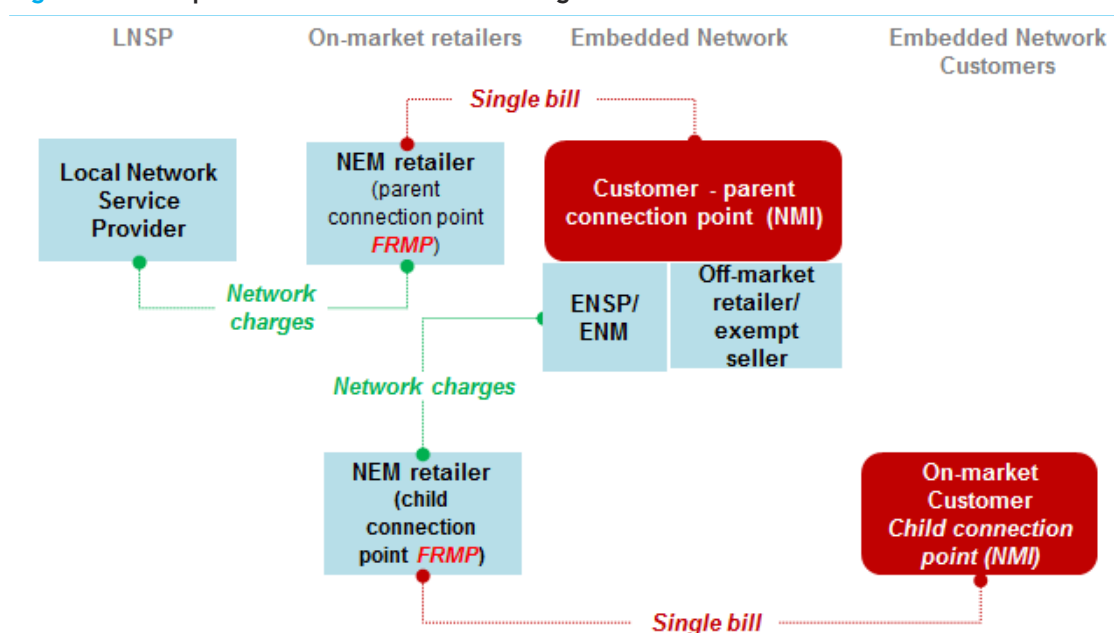 LNSP
On-market retailers
Embedded Network
Embedded Network
Customers
Single bill
Local Network
Service
Provider
NEM retailer
(parent
connection point
FRMP)
Customer - parent
connection point (NMI)
Network
charges
ENSP/
ENM
Off-market
retailer/
exempt
seller
Network charges
NEM retailer
(child
connection
point FRMP)
On-market
Customer
Child connection
point (NMI)
Single bill